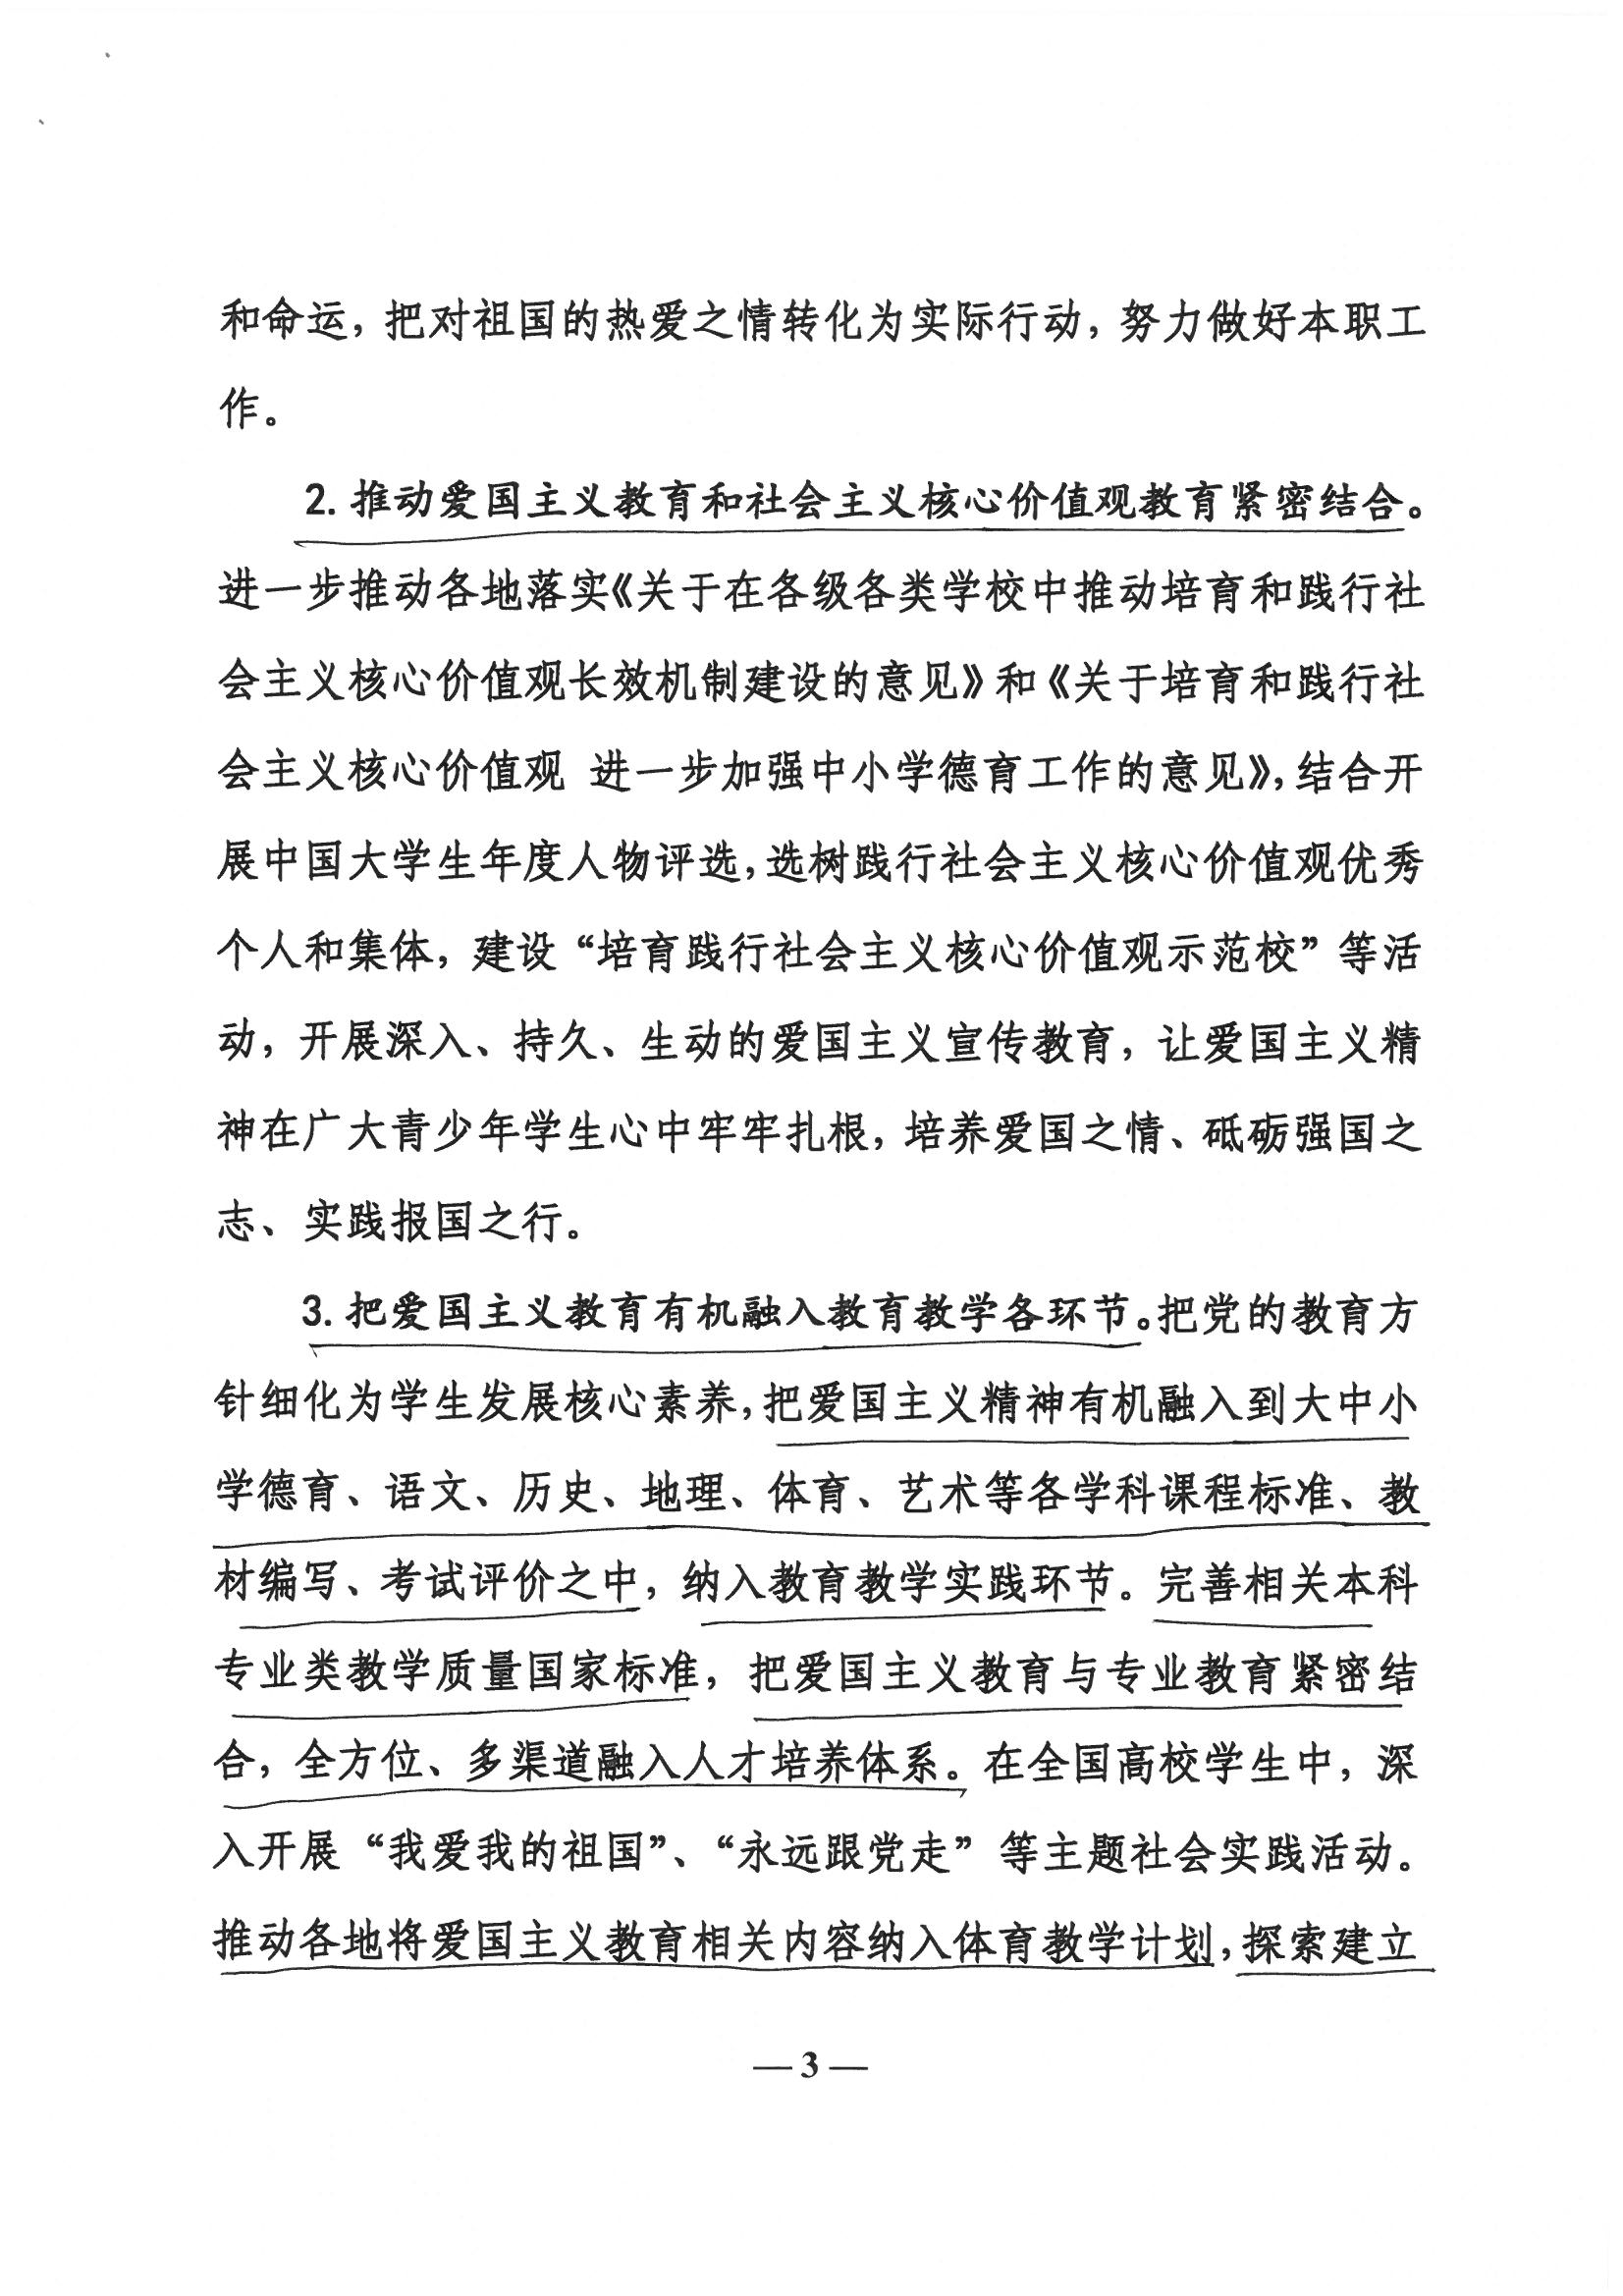 和命运，把对祖国的热爱之情转化为实际行动，努力做好本职工
作。
2. 推动爱国主义教育和社会主义核心价值观教育紧密结合。
进一步推动各地落实《关于在各级各类学校中推动培育和践行社
会主义核心价值观长效机制建设的意见》和《关于培育和践行社
会主义核心价值观 进一步加强中小学德育工作的意见》，结合开
展中国大学生年度人物评选，选树践行社会主义核心价值观优秀
个人和集体，建设“培育践行社会主义核心价值观示范校”等活
动，开展深入、持久、生动的爱国主义宣传教育，让爱国主义精
神在广大青少年学生心中牢牢扎根，培养爱国之情、砥砺强国之
志、实践报国之行。
3. 把爱国主义教育有机融入教育教学各环节。把党的教育方
针细化为学生发展核心素养，把爱国主义精神有机融入到大中小
学德育、语文、历史、地理、体育、艺术等各学科课程标准、教
材编写、考试评价之中，纳入教育教学实践环节。完善相关本科
专业类教学质量国家标准，把爱国主义教育与专业教育紧密结
合，全方位、多渠道融入人才培养体系。在全国高校学生中，深
入开展“我爱我的祖国”、“永远跟党走”等主题社会实践活动。
推动各地将爱国主义教育相关内容纳入体育教学计划，探索建立
— 3 —